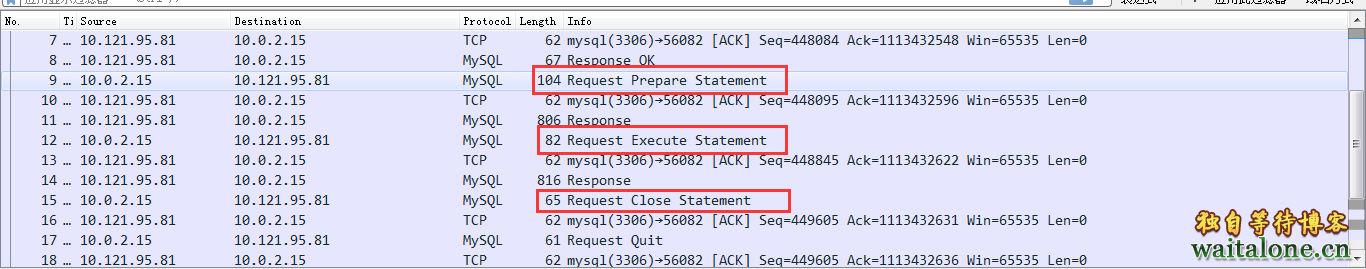 No. Ti Source Destination Protocol Length Info
7 … 10.121.95.81 10.0.2.15 TCP 62 mysql(3306)→56082 [ACK] Seq=448084 Ack=1113432548 Win=65535 Len=0
8 … 10.121.95.81 10.0.2.15 MySQL 67 Response OK
9 … 10.0.2.15 10.121.95.81 MySQL 104 Request Prepare Statement
10 … 10.121.95.81 10.0.2.15 TCP 62 mysql(3306)→56082 [ACK] Seq=448095 Ack=1113432596 Win=65535 Len=0
11 … 10.121.95.81 10.0.2.15 MySQL 806 Response
12 … 10.0.2.15 10.121.95.81 MySQL 82 Request Execute Statement
13 … 10.121.95.81 10.0.2.15 TCP 62 mysql(3306)→56082 [ACK] Seq=448845 Ack=1113432622 Win=65535 Len=0
14 … 10.121.95.81 10.0.2.15 MySQL 816 Response
15 … 10.0.2.15 10.121.95.81 MySQL 65 Request Close Statement
16 … 10.121.95.81 10.0.2.15 TCP 62 mysql(3306)→56082 [ACK] Seq=449605 Ack=1113432631 Win=65535 Len=0
17 … 10.0.2.15 10.121.95.81 MySQL 61 Request Quit
18 … 10.121.95.81 10.0.2.15 TCP 62 mysql(3306)→56082 [ACK] Seq=449605 Ack=1113432636 Win=65535 Len=0
独自等待博客
waitalone.cn